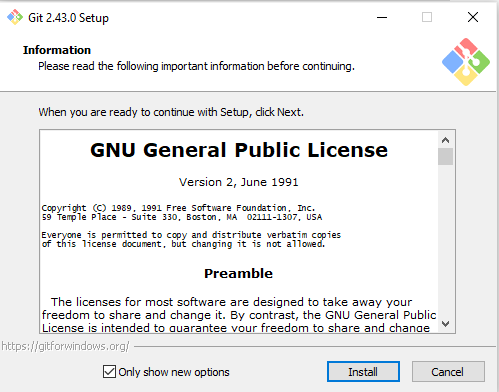 Git 2.43.0 Setup
Information
Please read the following important information before continuing.
When you are ready to continue with Setup, click Next.
GNU General Public License
Version 2, June 1991
Copyright (C) 1989, 1991 Free Software Foundation, Inc.
59 Temple Place - Suite 330, Boston, MA  02111-1307, USA
Everyone is permitted to copy and distribute verbatim copies
of this license document, but changing it is not allowed.
Preamble
The licenses for most software are designed to take away your
freedom to share and change it. By contrast, the GNU General Public
License is intended to guarantee your freedom to share and change
https://gitforwindows.org/
Only show new options
Install
Cancel